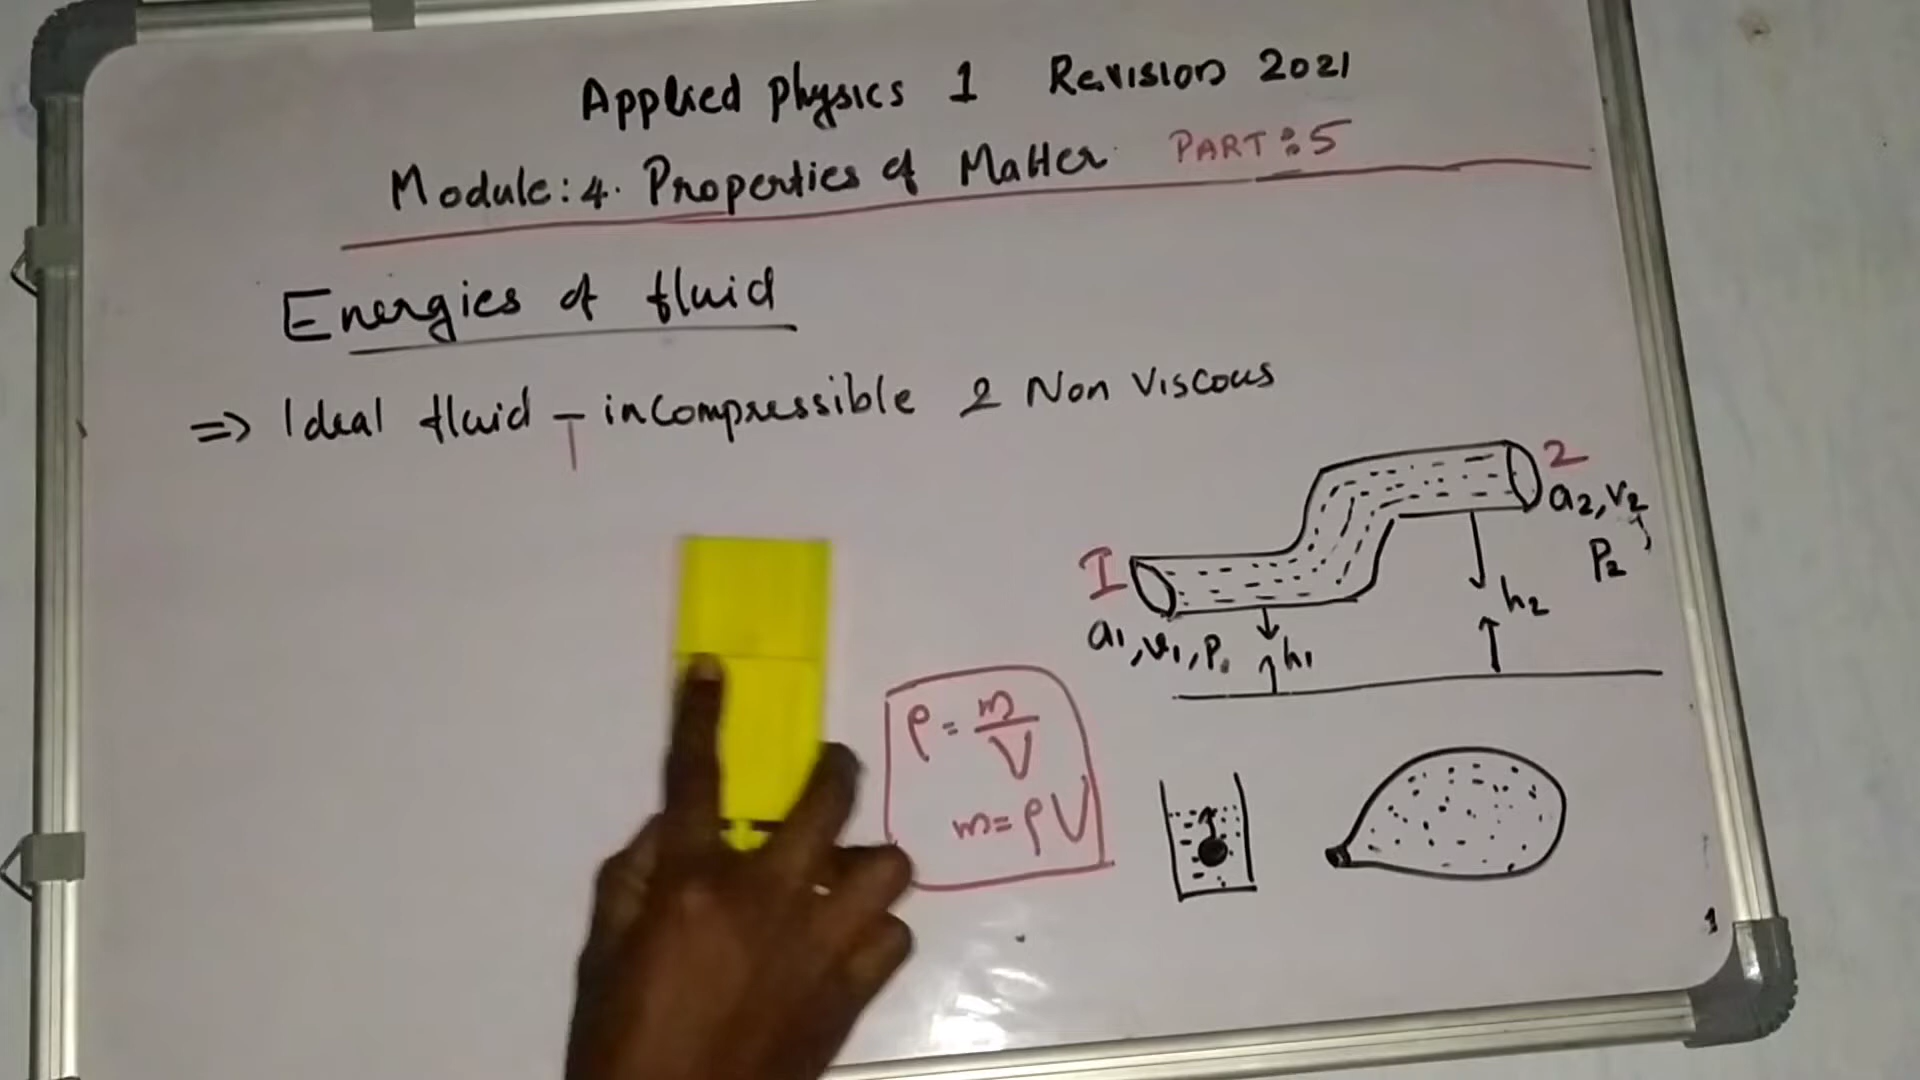 Applied Physics 1 Revision 2021
Module: 4. Properties of Matter PART: 5
Energies of fluid
=> Ideal fluid - incompressible & Non Viscous
2
a2, v2
P2
I
a1, v1, P1
h1
h2
ρ = m/V
m = ρV
1